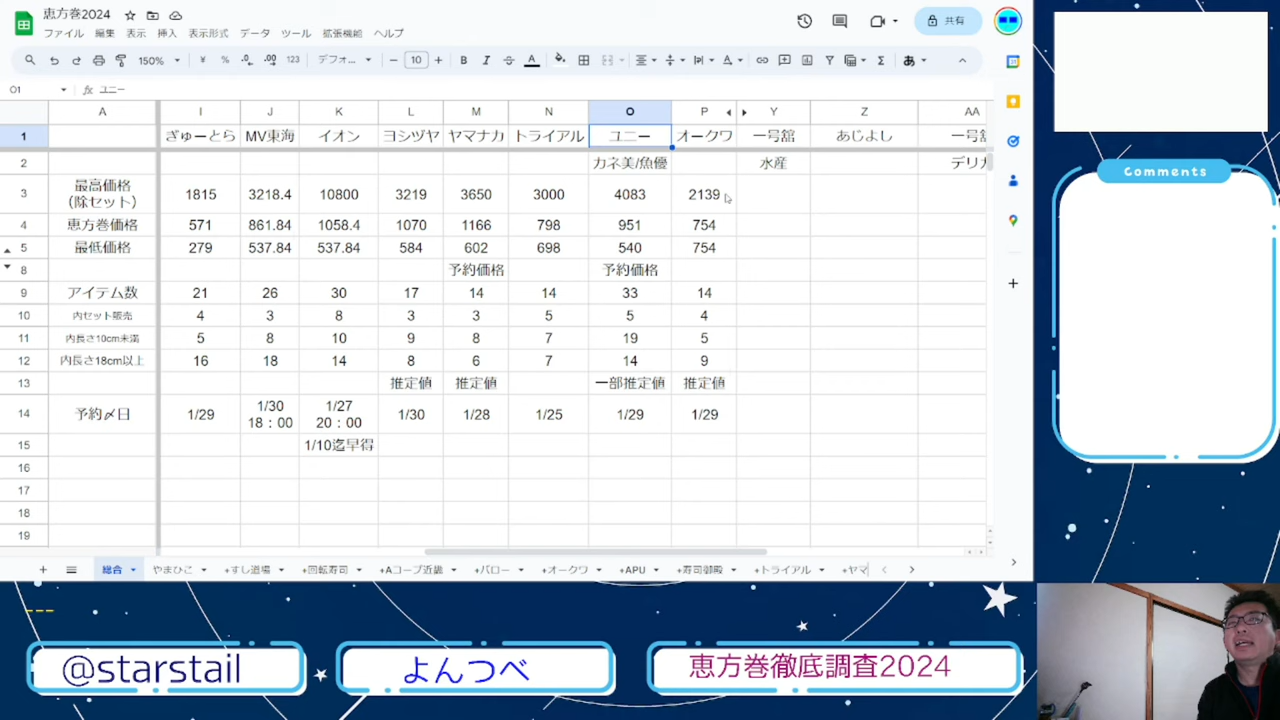 恵方巻2024
ファイル 編集 表示 挿入 表示形式 データ ツール 拡張機能 ヘルプ
共有
150% ¥ % .0 .00 123 デフォ... 10 B I A あ
O1 fx ユニー
A I J K L M N O P Y Z AA
1 ぎゅーとら MV東海 イオン ヨシヅヤ ヤマナカ トライアル ユニー オークワ 一号舘 あじよし 一号舘
2 カネ美/魚優 水産 デリカ
3 最高価格 (除セット) 1815 3218.4 10800 3219 3650 3000 4083 2139
4 恵方巻価格 571 861.84 1058.4 1070 1166 798 951 754
5 最低価格 279 537.84 537.84 584 602 698 540 754
8 予約価格 予約価格
9 アイテム数 21 26 30 17 14 14 33 14
10 内セット販売 4 3 8 3 3 5 5 4
11 内長さ10cm未満 5 8 10 9 8 7 19 5
12 内長さ18cm以上 16 18 14 8 6 7 14 9
13 推定値 推定値 一部推定値 推定値
14 予約〆日 1/29 1/30 18：00 1/27 20：00 1/30 1/28 1/25 1/29 1/29
15 1/10迄早得
16
17
18
19
総合 やまひこ +すし道場 +回転寿司 +Aコープ近畿 +バロー +オークワ +APU +寿司御殿 +トライアル +ヤマ
Comments
---
@starstail
よんつべ
恵方巻徹底調査2024